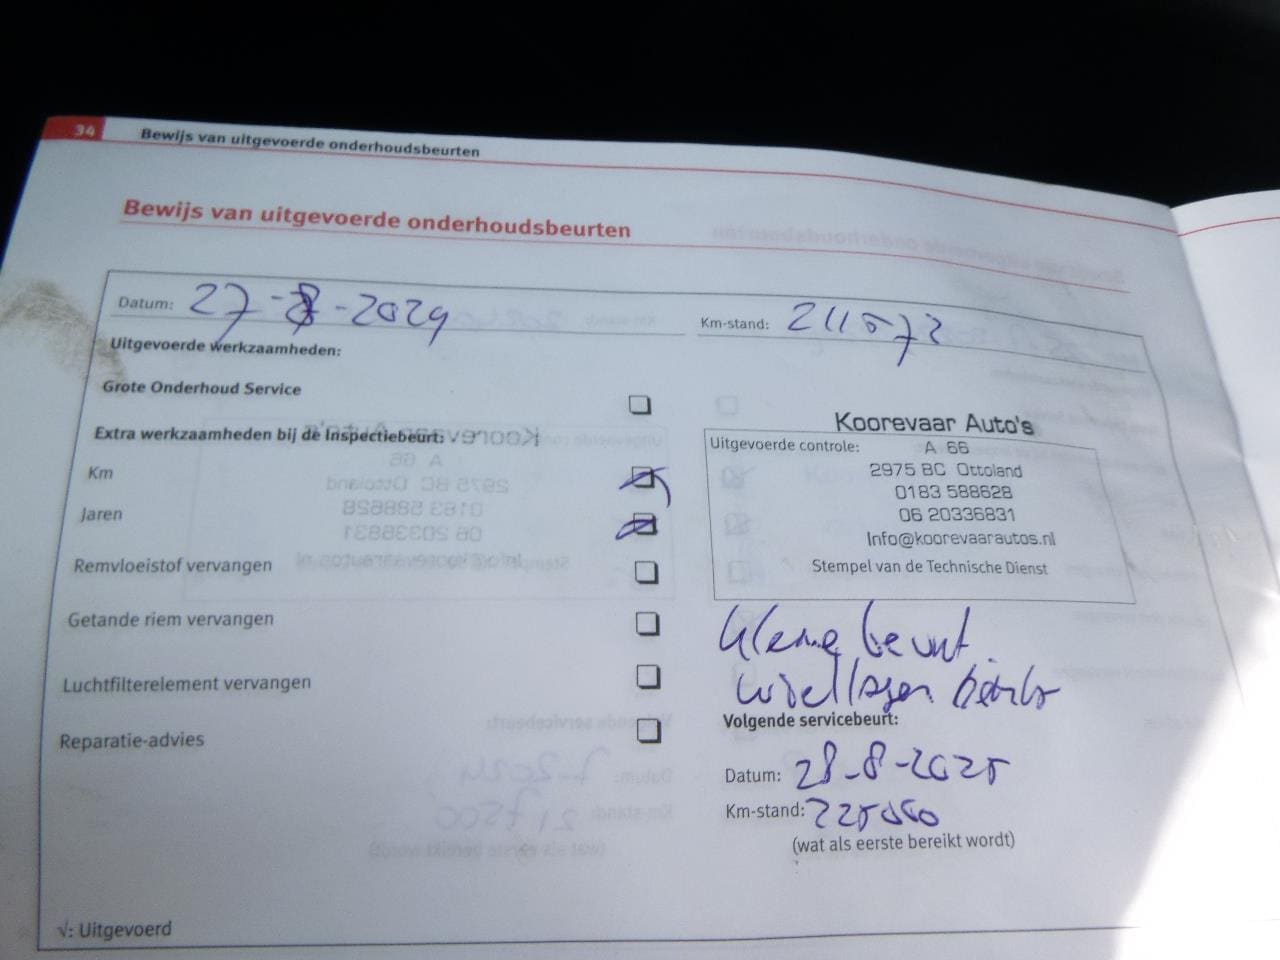 34 Bewijs van uitgevoerde onderhoudsbeurten
Bewijs van uitgevoerde onderhoudsbeurten
Datum: 27-8-2024
Km-stand: 211572
Uitgevoerde werkzaamheden:
Grote Onderhoud Service
Extra werkzaamheden bij de Inspectiebeurt:
Km
Jaren
Remvloeistof vervangen
Getande riem vervangen
Luchtfilterelement vervangen
Reparatie-advies
Koorevaar Auto's
Uitgevoerde controle: A 66
2975 BC Ottoland
0183 588628
06 20336831
Info@koorevaarautos.nl
Stempel van de Technische Dienst
kleine beurt
wiellagen
Volgende servicebeurt:
Datum: 28-8-2025
Km-stand: 225000
(wat als eerste bereikt wordt)
√: Uitgevoerd